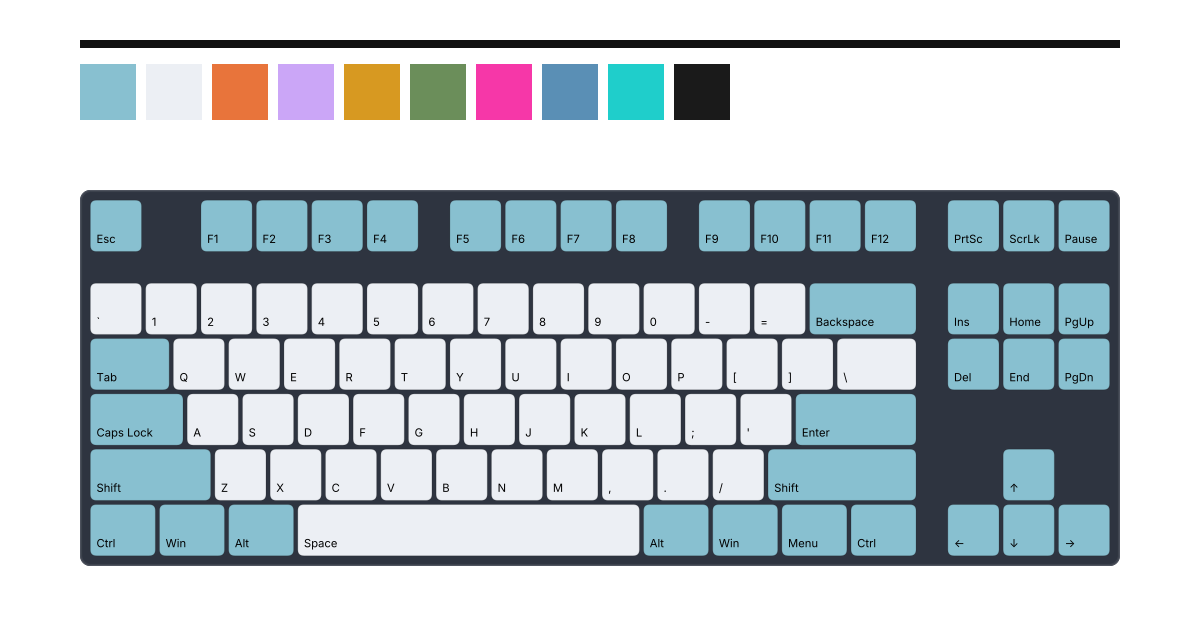 Esc F1 F2 F3 F4 F5 F6 F7 F8 F9 F10 F11 F12 PrtSc ScrLk Pause
` 1 2 3 4 5 6 7 8 9 0 - = Backspace Ins Home PgUp
Tab Q W E R T Y U I O P [ ] \ Del End PgDn
Caps Lock A S D F G H J K L ; ' Enter
Shift Z X C V B N M , . / Shift ↑
Ctrl Win Alt Space Alt Win Menu Ctrl ← ↓ →